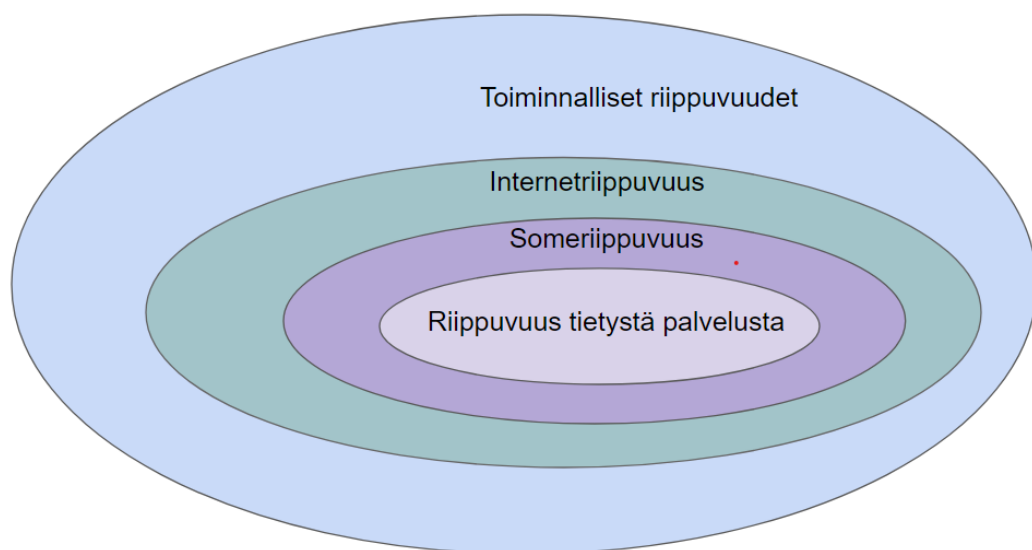 Toiminnalliset riippuvuudet
Internetriippuvuus
Someriippuvuus
Riippuvuus tietystä palvelusta